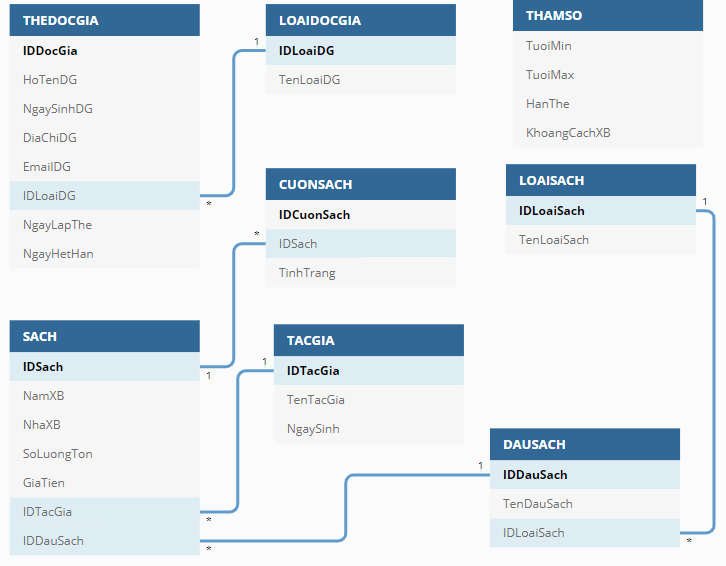 THEDOCGIA
IDDocGia
HoTenDG
NgaySinhDG
DiaChiDG
EmailDG
IDLoaiDG
NgayLapThe
NgayHetHan
*
1
LOAIDOCGIA
IDLoaiDG
TenLoaiDG
THAMSO
TuoiMin
TuoiMax
HanThe
KhoangCachXB
CUONSACH
IDCuonSach
IDSach
TinhTrang
*
LOAISACH
IDLoaiSach
TenLoaiSach
1
SACH
IDSach
NamXB
NhaXB
SoLuongTon
GiaTien
IDTacGia
IDDauSach
1
*
*
TACGIA
IDTacGia
TenTacGia
NgaySinh
1
DAUSACH
IDDauSach
TenDauSach
IDLoaiSach
1
*